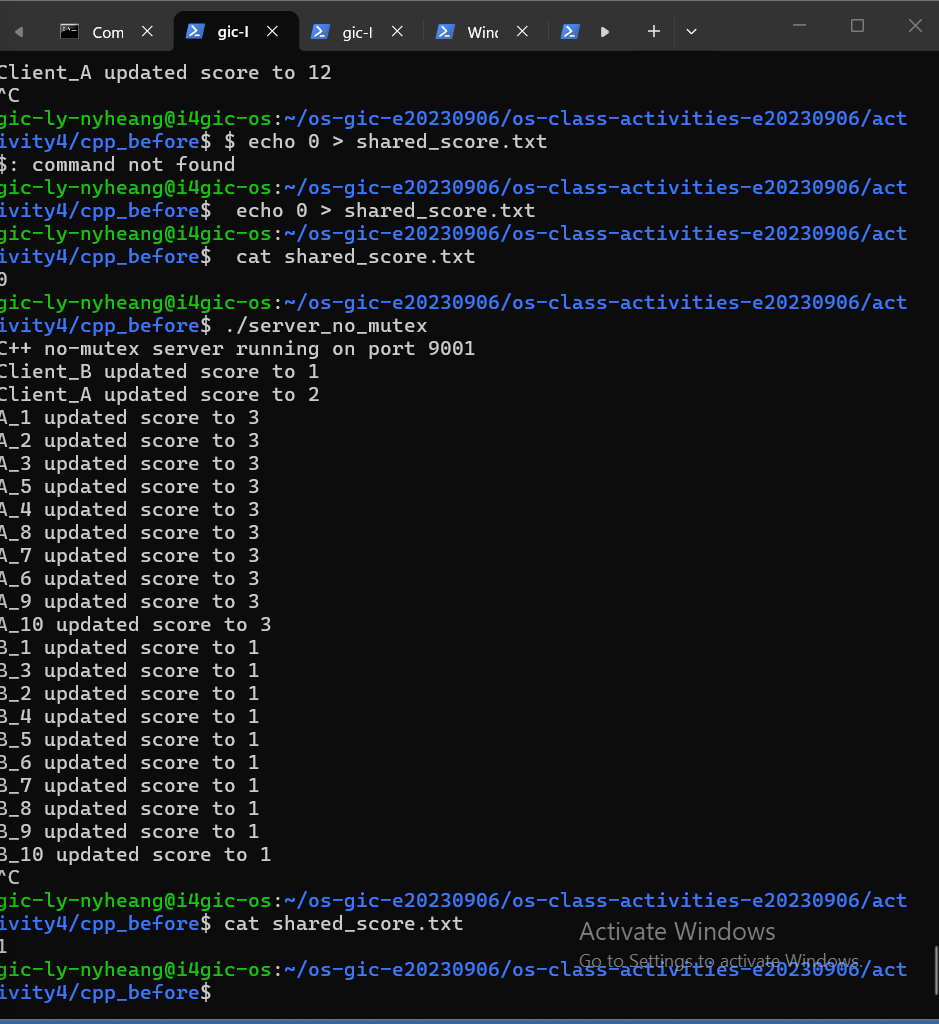 Com
gic-l
gic-l
Winc
Client_A updated score to 12
^C
gic-ly-nyheang@i4gic-os:~/os-gic-e20230906/os-class-activities-e20230906/act
ivity4/cpp_before$ $ echo 0 > shared_score.txt
$: command not found
gic-ly-nyheang@i4gic-os:~/os-gic-e20230906/os-class-activities-e20230906/act
ivity4/cpp_before$  echo 0 > shared_score.txt
gic-ly-nyheang@i4gic-os:~/os-gic-e20230906/os-class-activities-e20230906/act
ivity4/cpp_before$  cat shared_score.txt
0
gic-ly-nyheang@i4gic-os:~/os-gic-e20230906/os-class-activities-e20230906/act
ivity4/cpp_before$ ./server_no_mutex
C++ no-mutex server running on port 9001
Client_B updated score to 1
Client_A updated score to 2
A_1 updated score to 3
A_2 updated score to 3
A_3 updated score to 3
A_5 updated score to 3
A_4 updated score to 3
A_8 updated score to 3
A_7 updated score to 3
A_6 updated score to 3
A_9 updated score to 3
A_10 updated score to 3
B_1 updated score to 1
B_3 updated score to 1
B_2 updated score to 1
B_4 updated score to 1
B_5 updated score to 1
B_6 updated score to 1
B_7 updated score to 1
B_8 updated score to 1
B_9 updated score to 1
B_10 updated score to 1
^C
gic-ly-nyheang@i4gic-os:~/os-gic-e20230906/os-class-activities-e20230906/act
ivity4/cpp_before$ cat shared_score.txt
1
gic-ly-nyheang@i4gic-os:~/os-gic-e20230906/os-class-activities-e20230906/act
ivity4/cpp_before$
Activate Windows
Go to Settings to activate Windows.